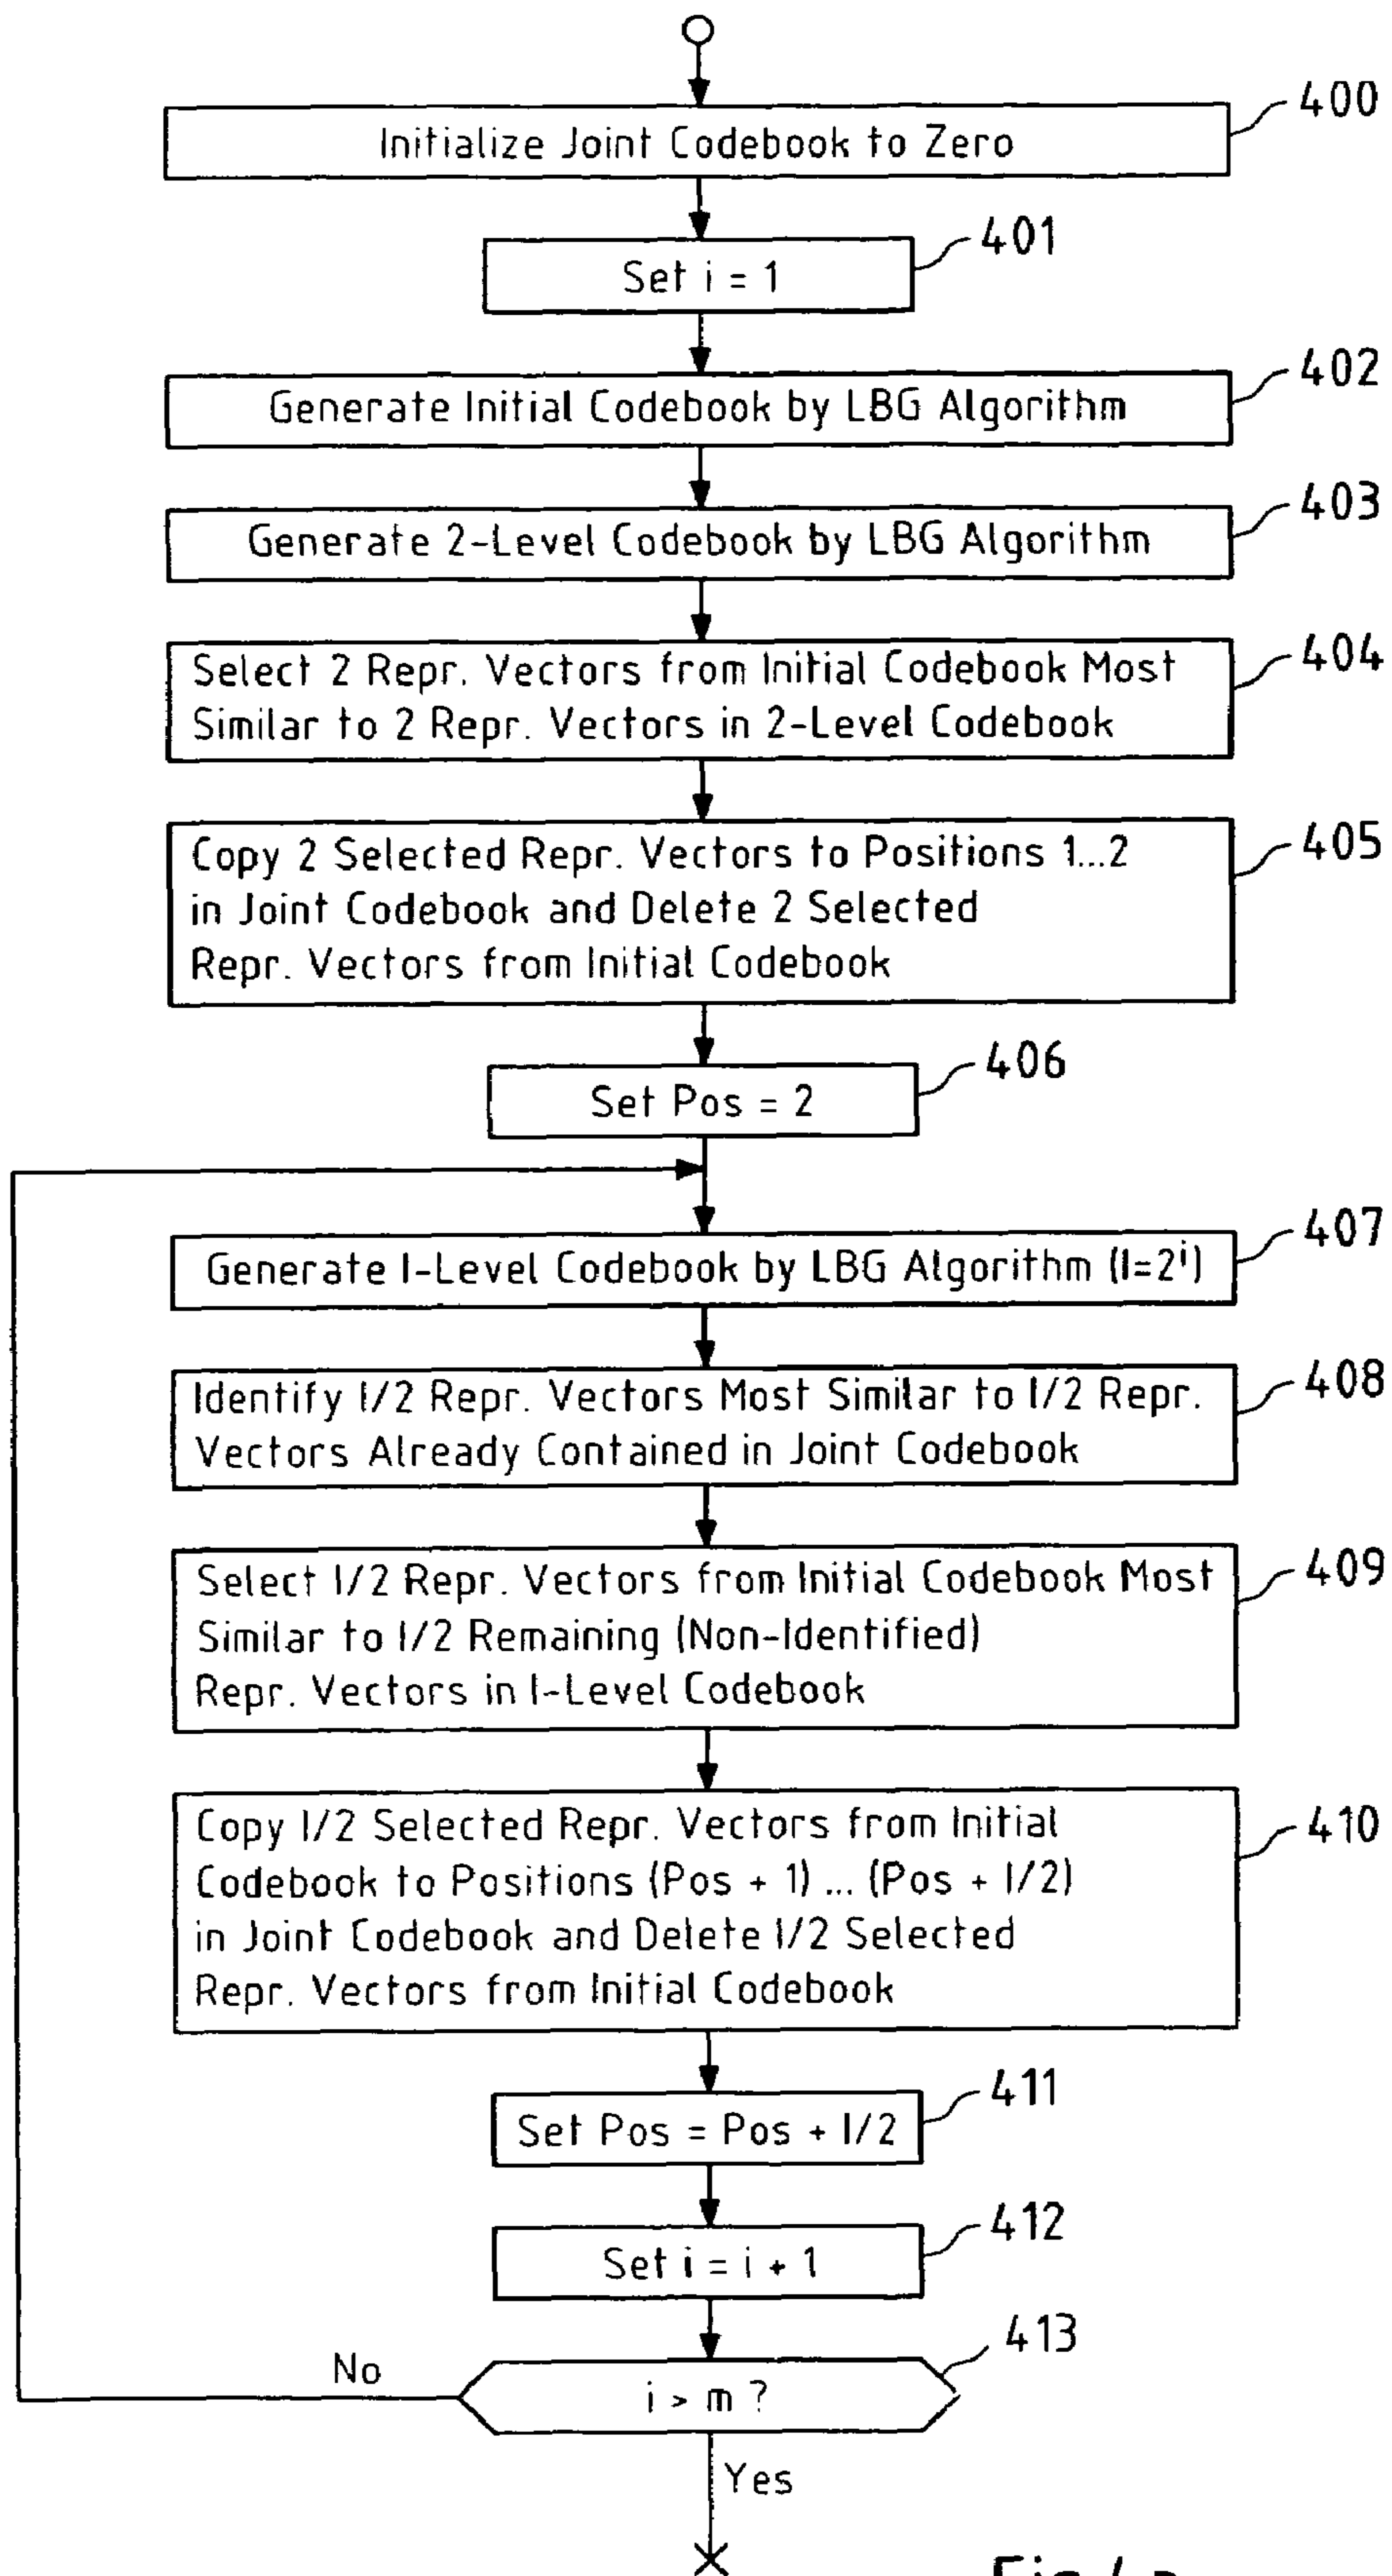 400
Initialize Joint Codebook to Zero
401
Set i = 1
402
Generate Initial Codebook by LBG Algorithm
403
Generate 2-Level Codebook by LBG Algorithm
404
Select 2 Repr. Vectors from Initial Codebook Most
Similar to 2 Repr. Vectors in 2-Level Codebook
405
Copy 2 Selected Repr. Vectors to Positions 1...2
in Joint Codebook and Delete 2 Selected
Repr. Vectors from Initial Codebook
406
Set Pos = 2
407
Generate l-Level Codebook by LBG Algorithm (l=2^i)
408
Identify l/2 Repr. Vectors Most Similar to l/2 Repr.
Vectors Already Contained in Joint Codebook
409
Select l/2 Repr. Vectors from Initial Codebook Most
Similar to l/2 Remaining (Non-Identified)
Repr. Vectors in l-Level Codebook
410
Copy l/2 Selected Repr. Vectors from Initial
Codebook to Positions (Pos + 1) ... (Pos + l/2)
in Joint Codebook and Delete l/2 Selected
Repr. Vectors from Initial Codebook
411
Set Pos = Pos + l/2
412
Set i = i + 1
413
i > m ?
No
Yes